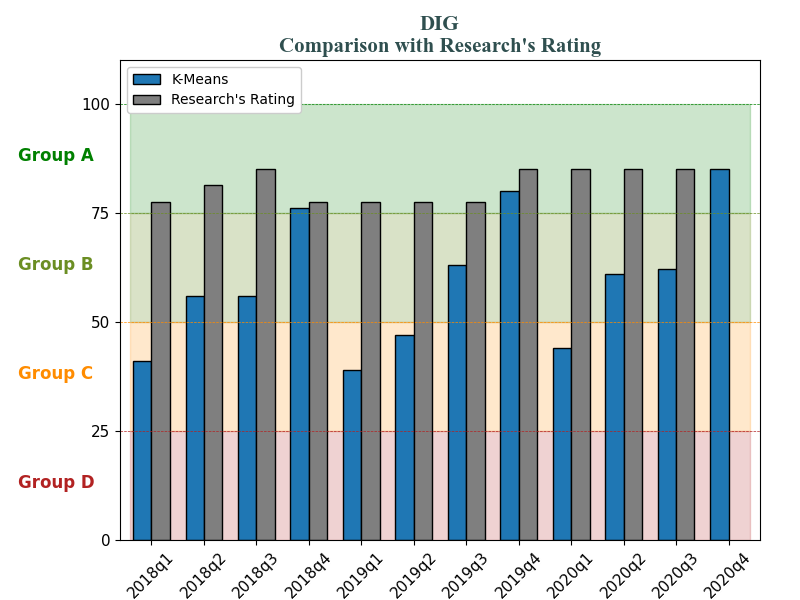 DIG
Comparison with Research's Rating
K-Means
Research's Rating
100
Group A
75
Group B
50
Group C
25
Group D
0
2018q1
2018q2
2018q3
2018q4
2019q1
2019q2
2019q3
2019q4
2020q1
2020q2
2020q3
2020q4